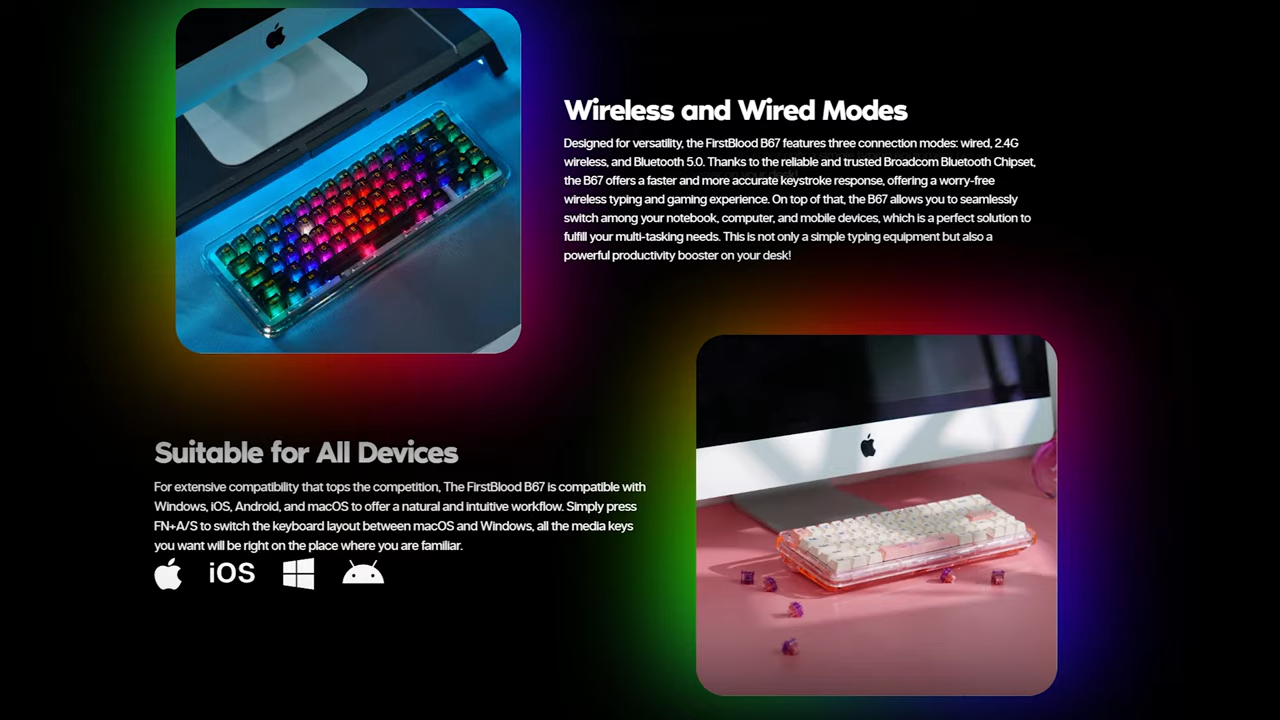 Wireless and Wired Modes
Designed for versatility, the FirstBlood B67 features three connection modes: wired, 2.4G
wireless, and Bluetooth 5.0. Thanks to the reliable and trusted Broadcom Bluetooth Chipset,
the B67 offers a faster and more accurate keystroke response, offering a worry-free
wireless typing and gaming experience. On top of that, the B67 allows you to seamlessly
switch among your notebook, computer, and mobile devices, which is a perfect solution to
fulfill your multi-tasking needs. This is not only a simple typing equipment but also a
powerful productivity booster on your desk!
Suitable for All Devices
For extensive compatibility that tops the competition, The FirstBlood B67 is compatible with
Windows, iOS, Android, and macOS to offer a natural and intuitive workflow. Simply press
FN+A/S to switch the keyboard layout between macOS and Windows, all the media keys
you want will be right on the place where you are familiar.
iOS